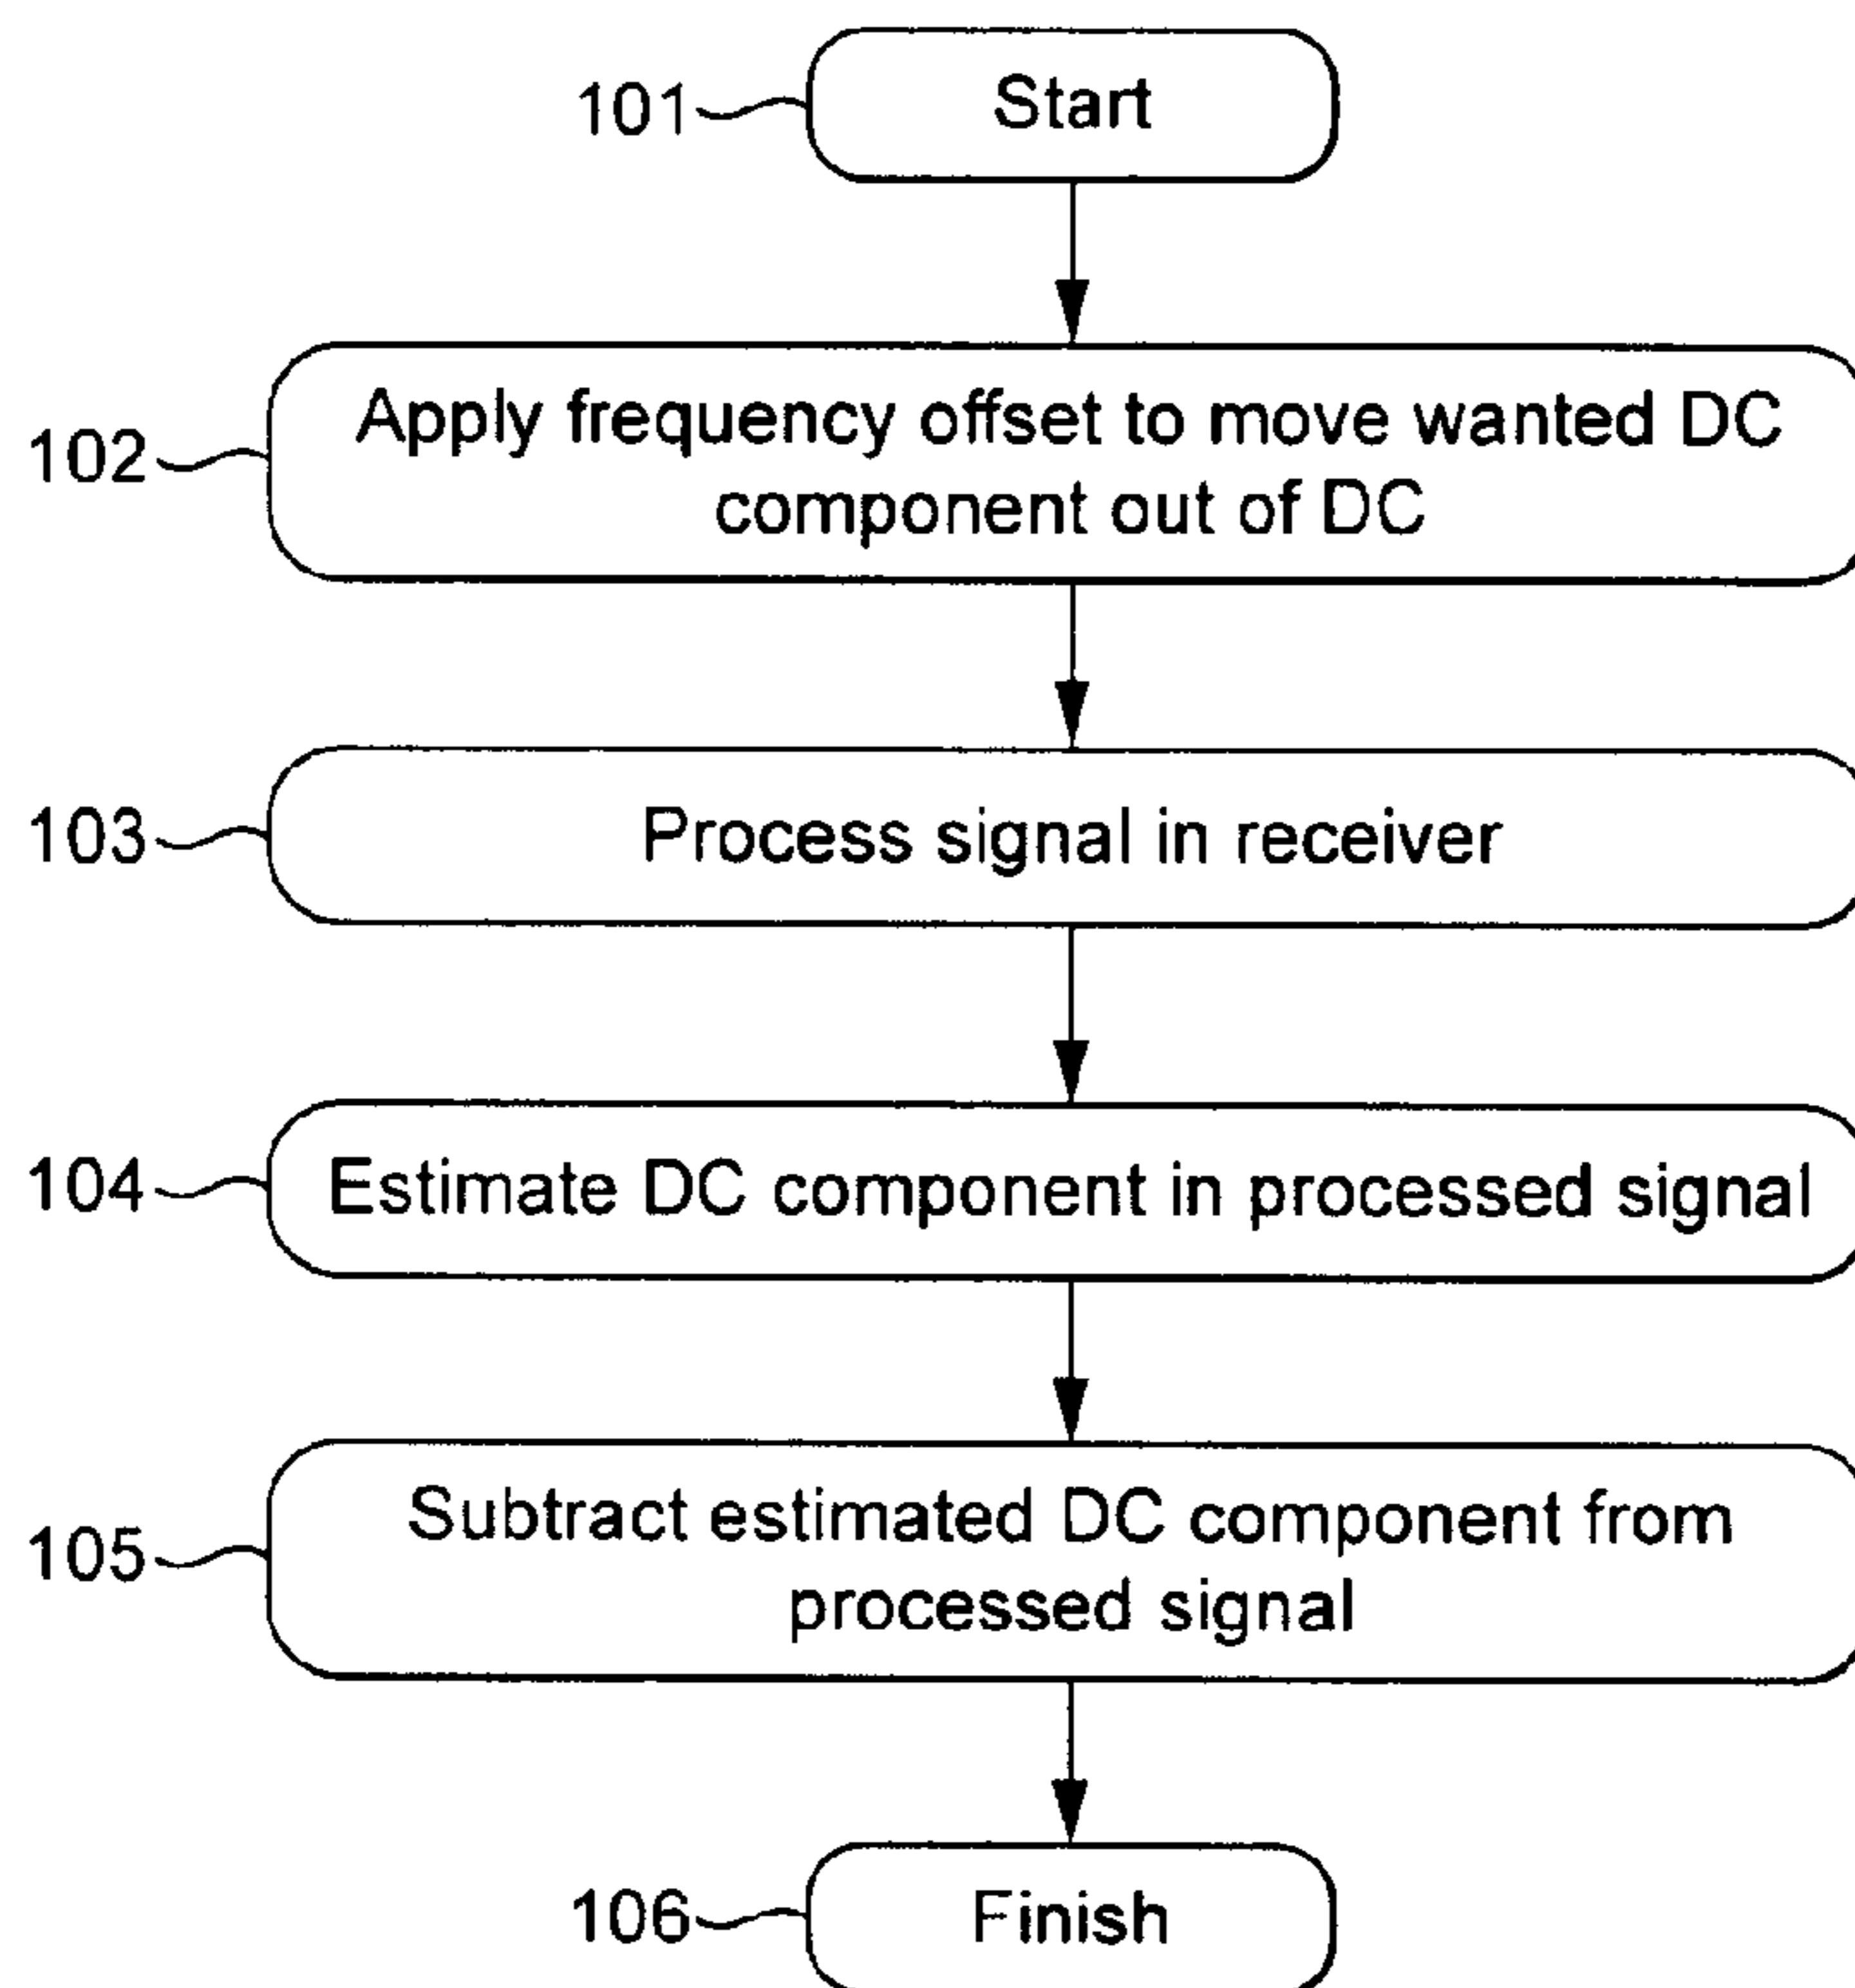 101
Start
102
Apply frequency offset to move wanted DC
component out of DC
103
Process signal in receiver
104
Estimate DC component in processed signal
105
Subtract estimated DC component from
processed signal
106
Finish